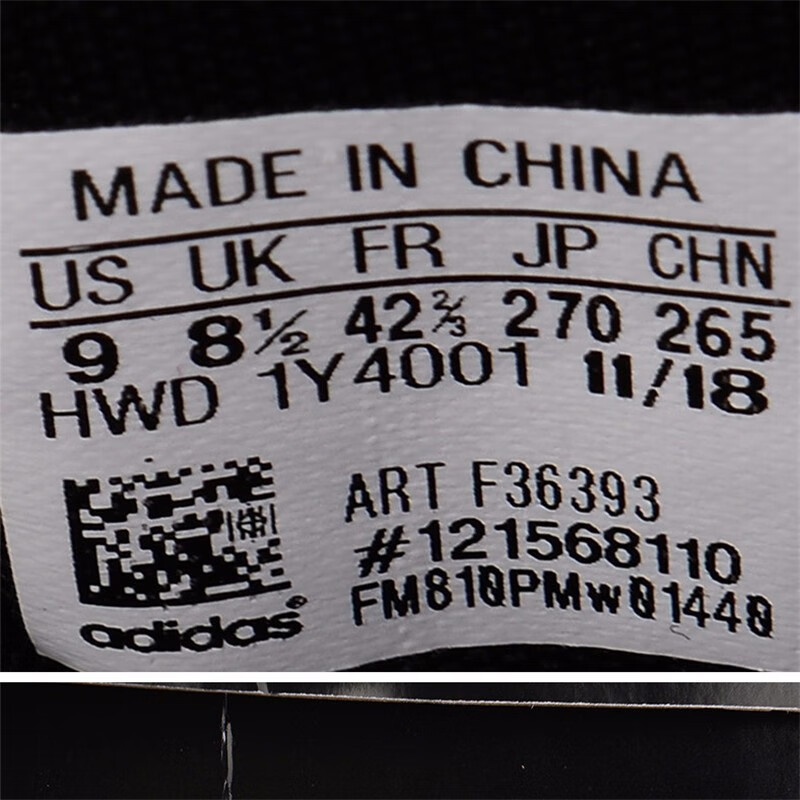 MADE IN CHINA
US UK FR JP CHN
9 8½ 42⅔ 270 265
HWD 1Y4001 11/18
ART F36393
#121568110
FM810PMw01440
adidas®